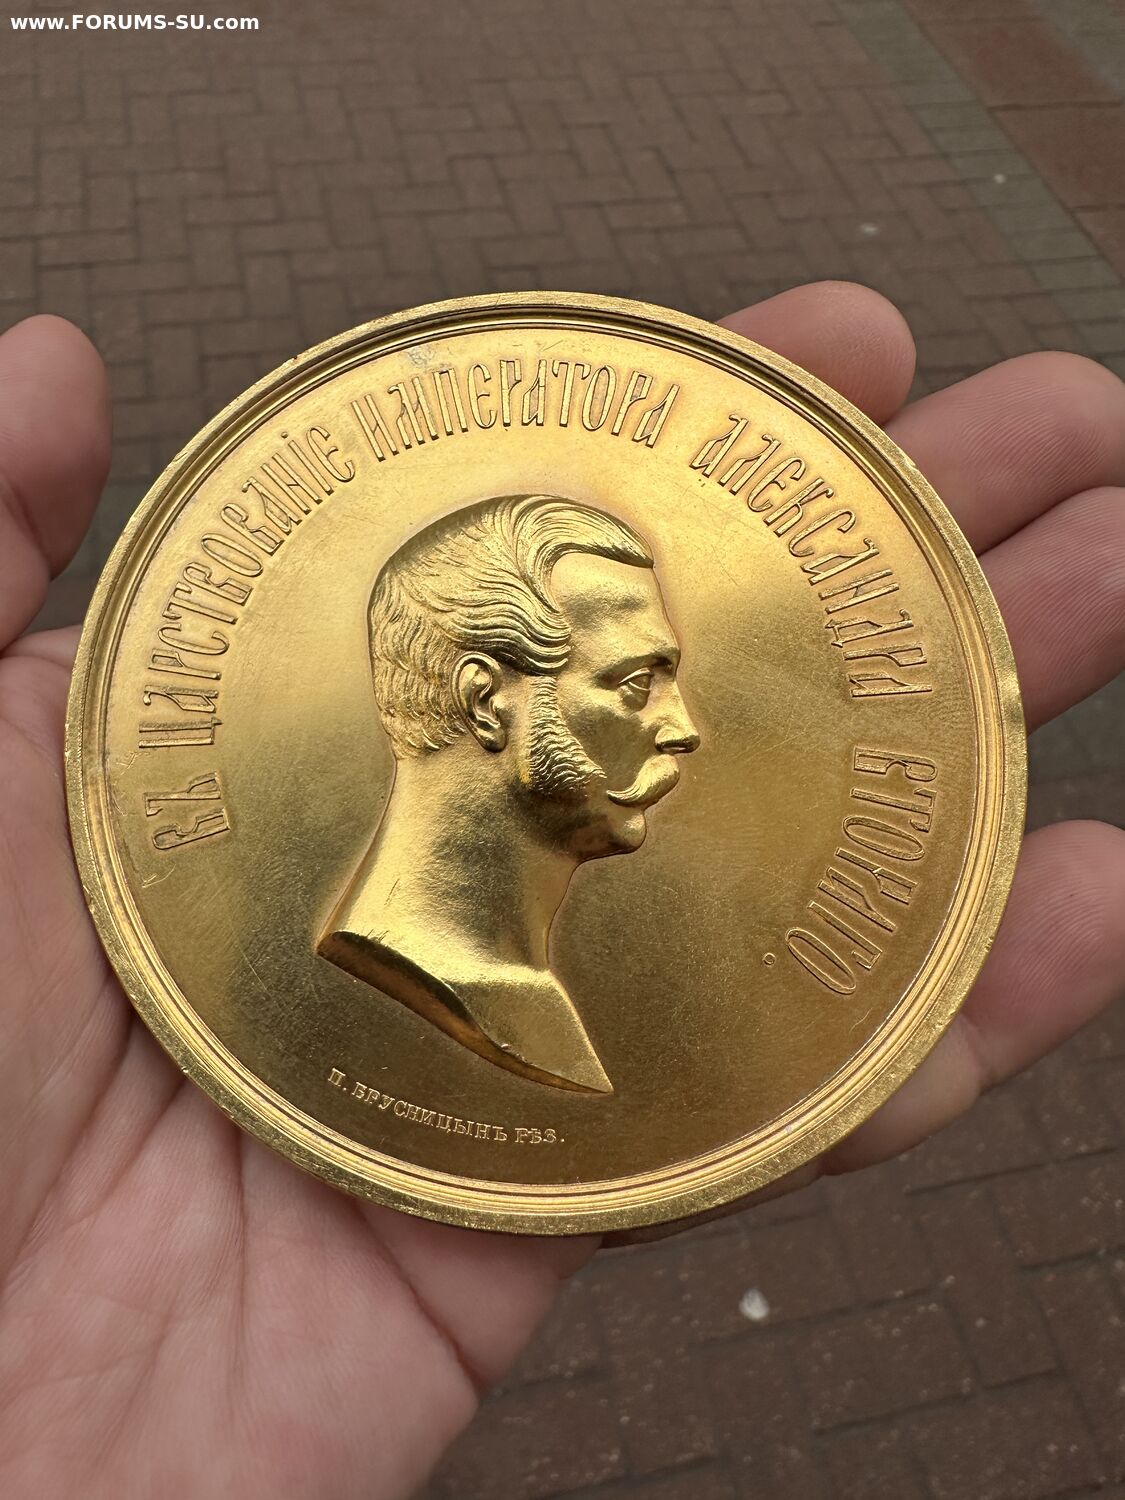 www.FORUMS-SU.com
ВЪ ЦАРСТВОВАНІЕ ИМПЕРАТОРА АЛЕКСАНДРА ВТОРАГО.
П. БРУСНИЦЫНЪ РѢЗ.